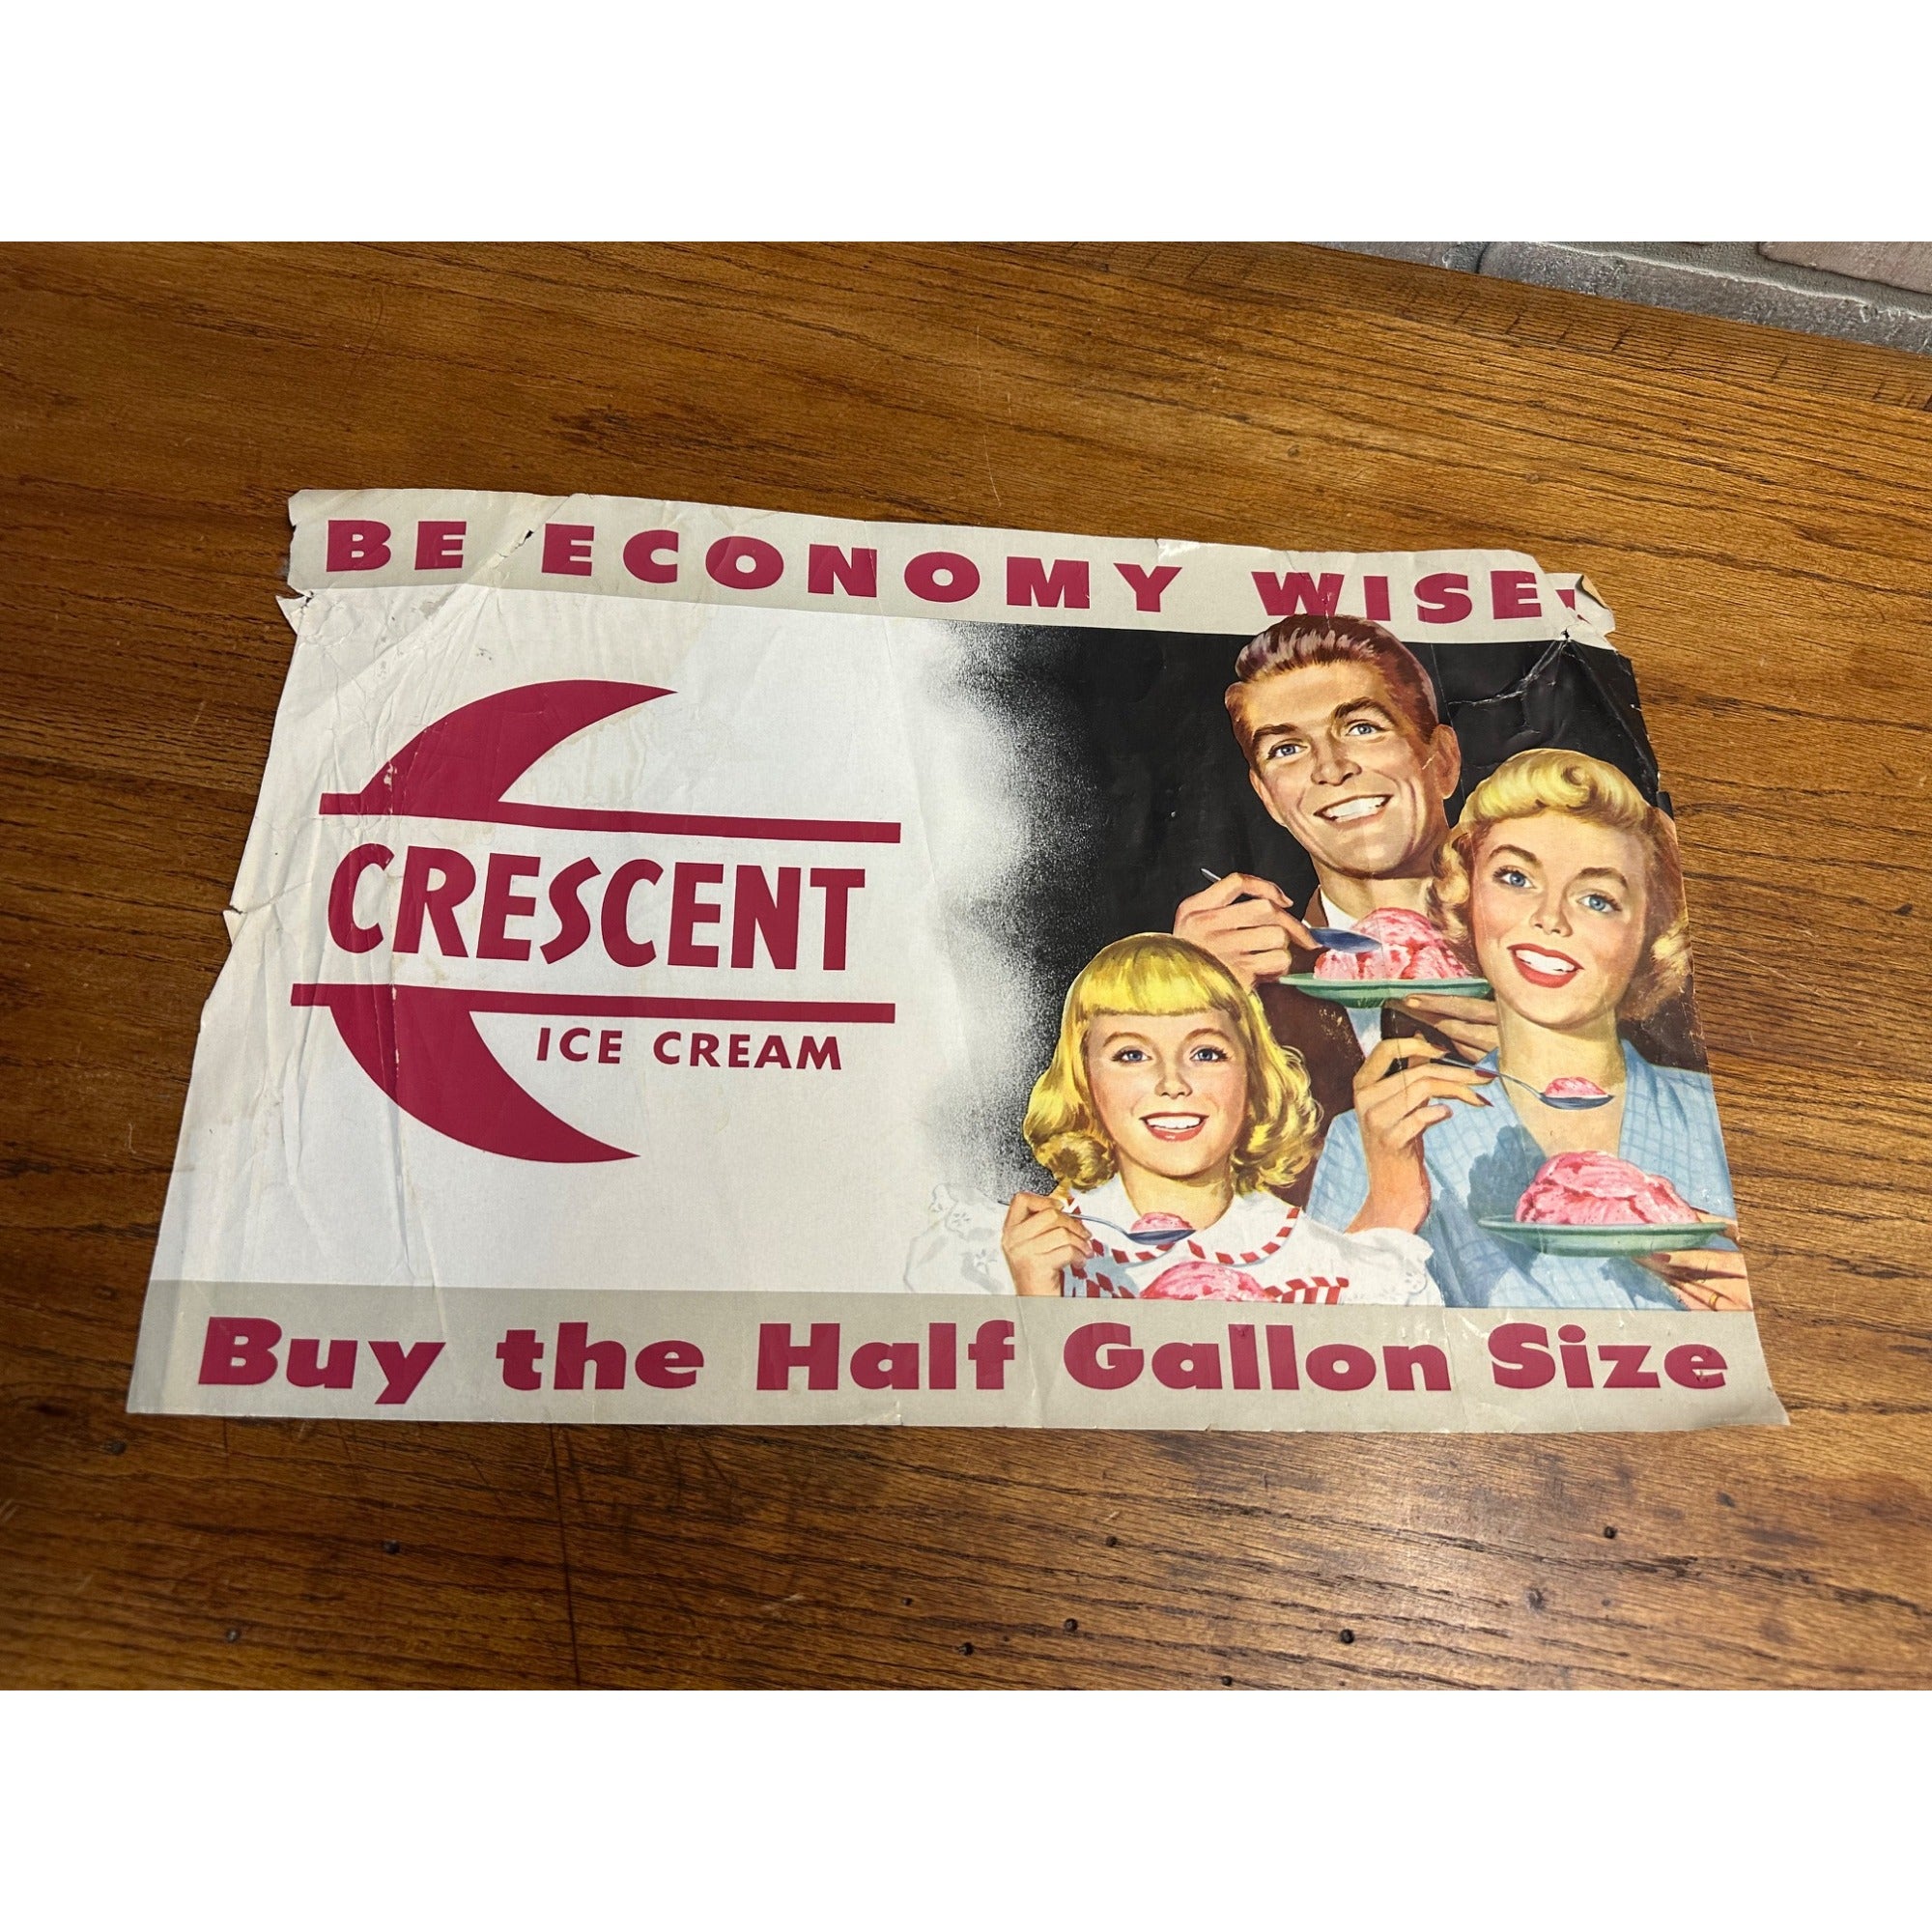 BE ECONOMY WISE!
CRESCENT
ICE CREAM
Buy the Half Gallon Size